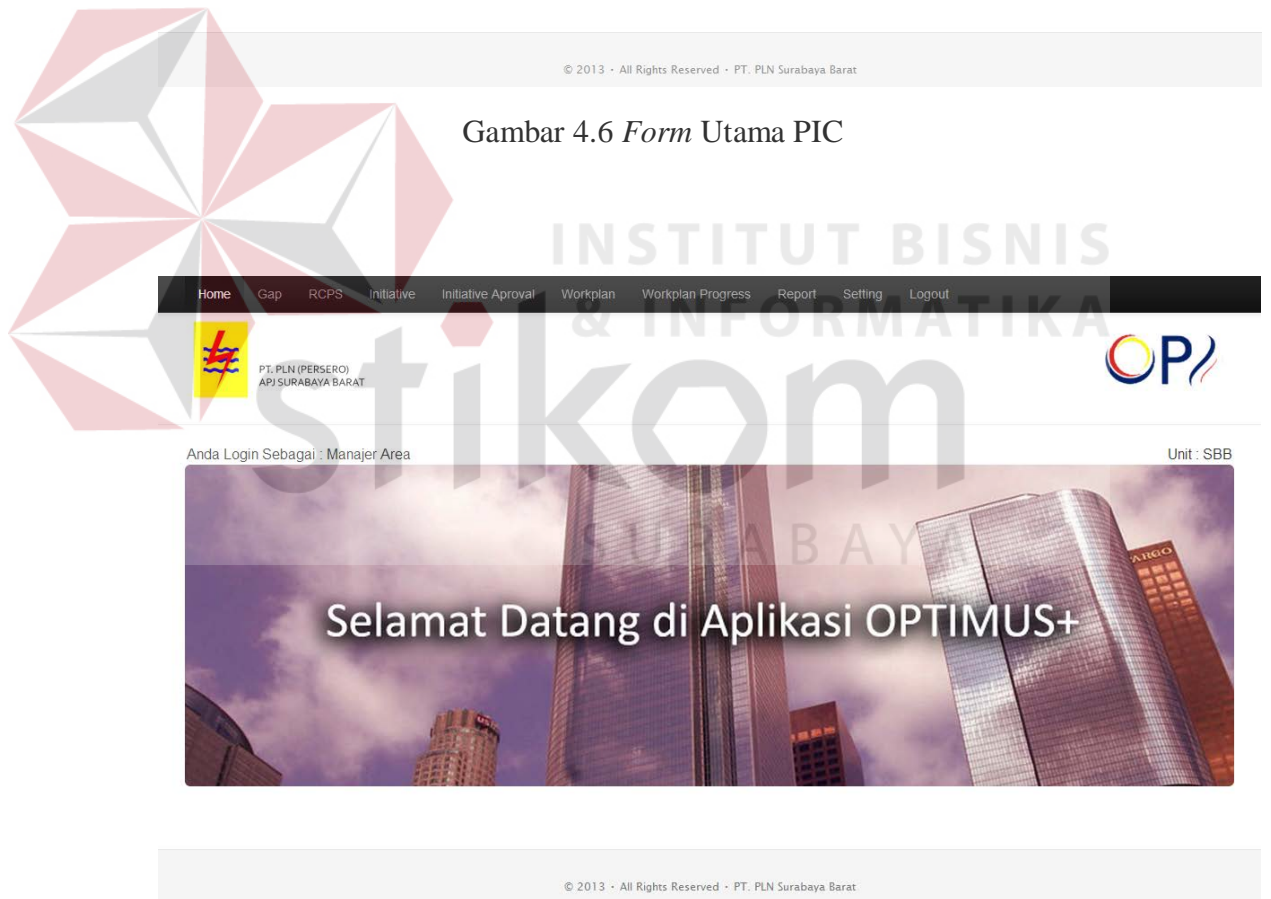 © 2013 • All Rights Reserved • PT. PLN Surabaya Barat
Gambar 4.6 Form Utama PIC
INSTITUT BISNIS
& INFORMATIKA
stikom
SURABAYA
Home Gap RCPS Initiative Initiative Aproval Workplan Workplan Progress Report Setting Logout
PT. PLN (PERSERO)
APJ SURABAYA BARAT
OPI
Anda Login Sebagai : Manajer Area
Unit : SBB
ARGO
Selamat Datang di Aplikasi OPTIMUS+
© 2013 • All Rights Reserved • PT. PLN Surabaya Barat